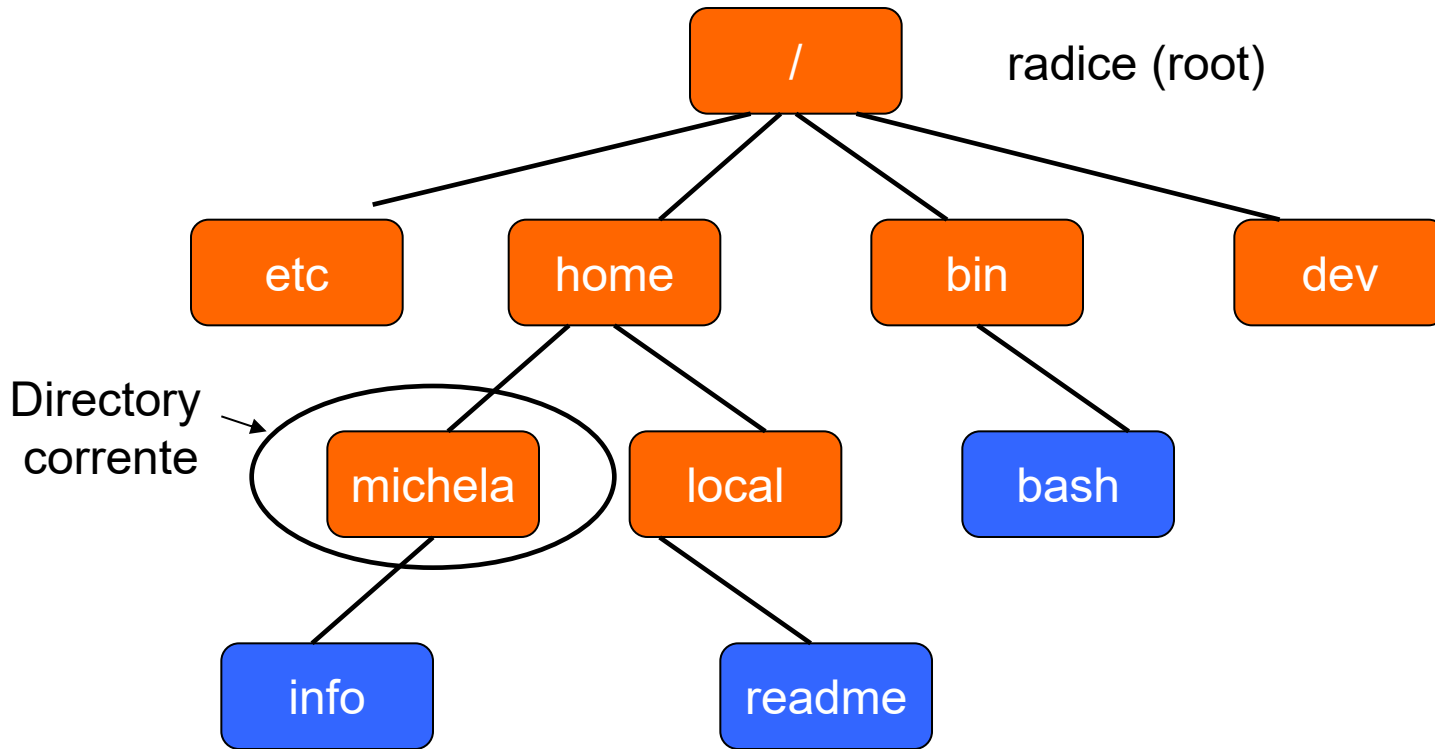 /
radice (root)
etc
home
bin
dev
Directory
corrente
michela
local
bash
info
readme